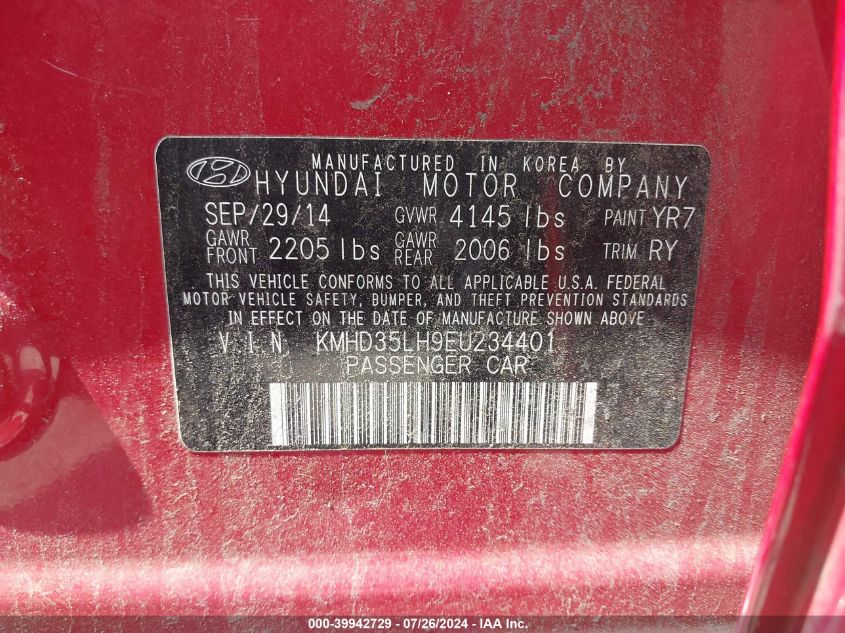 MANUFACTURED IN KOREA BY
HYUNDAI MOTOR COMPANY
SEP/29/14 GVWR 4145 lbs PAINT YR7
GAWR FRONT 2205 lbs GAWR REAR 2006 lbs TRIM RY
THIS VEHICLE CONFORMS TO ALL APPLICABLE U.S.A. FEDERAL
MOTOR VEHICLE SAFETY, BUMPER, AND THEFT PREVENTION STANDARDS
IN EFFECT ON THE DATE OF MANUFACTURE SHOWN ABOVE
V.I.N KMHD35LH9EU234401
PASSENGER CAR
000-39942729 - 07/26/2024 - IAA Inc.